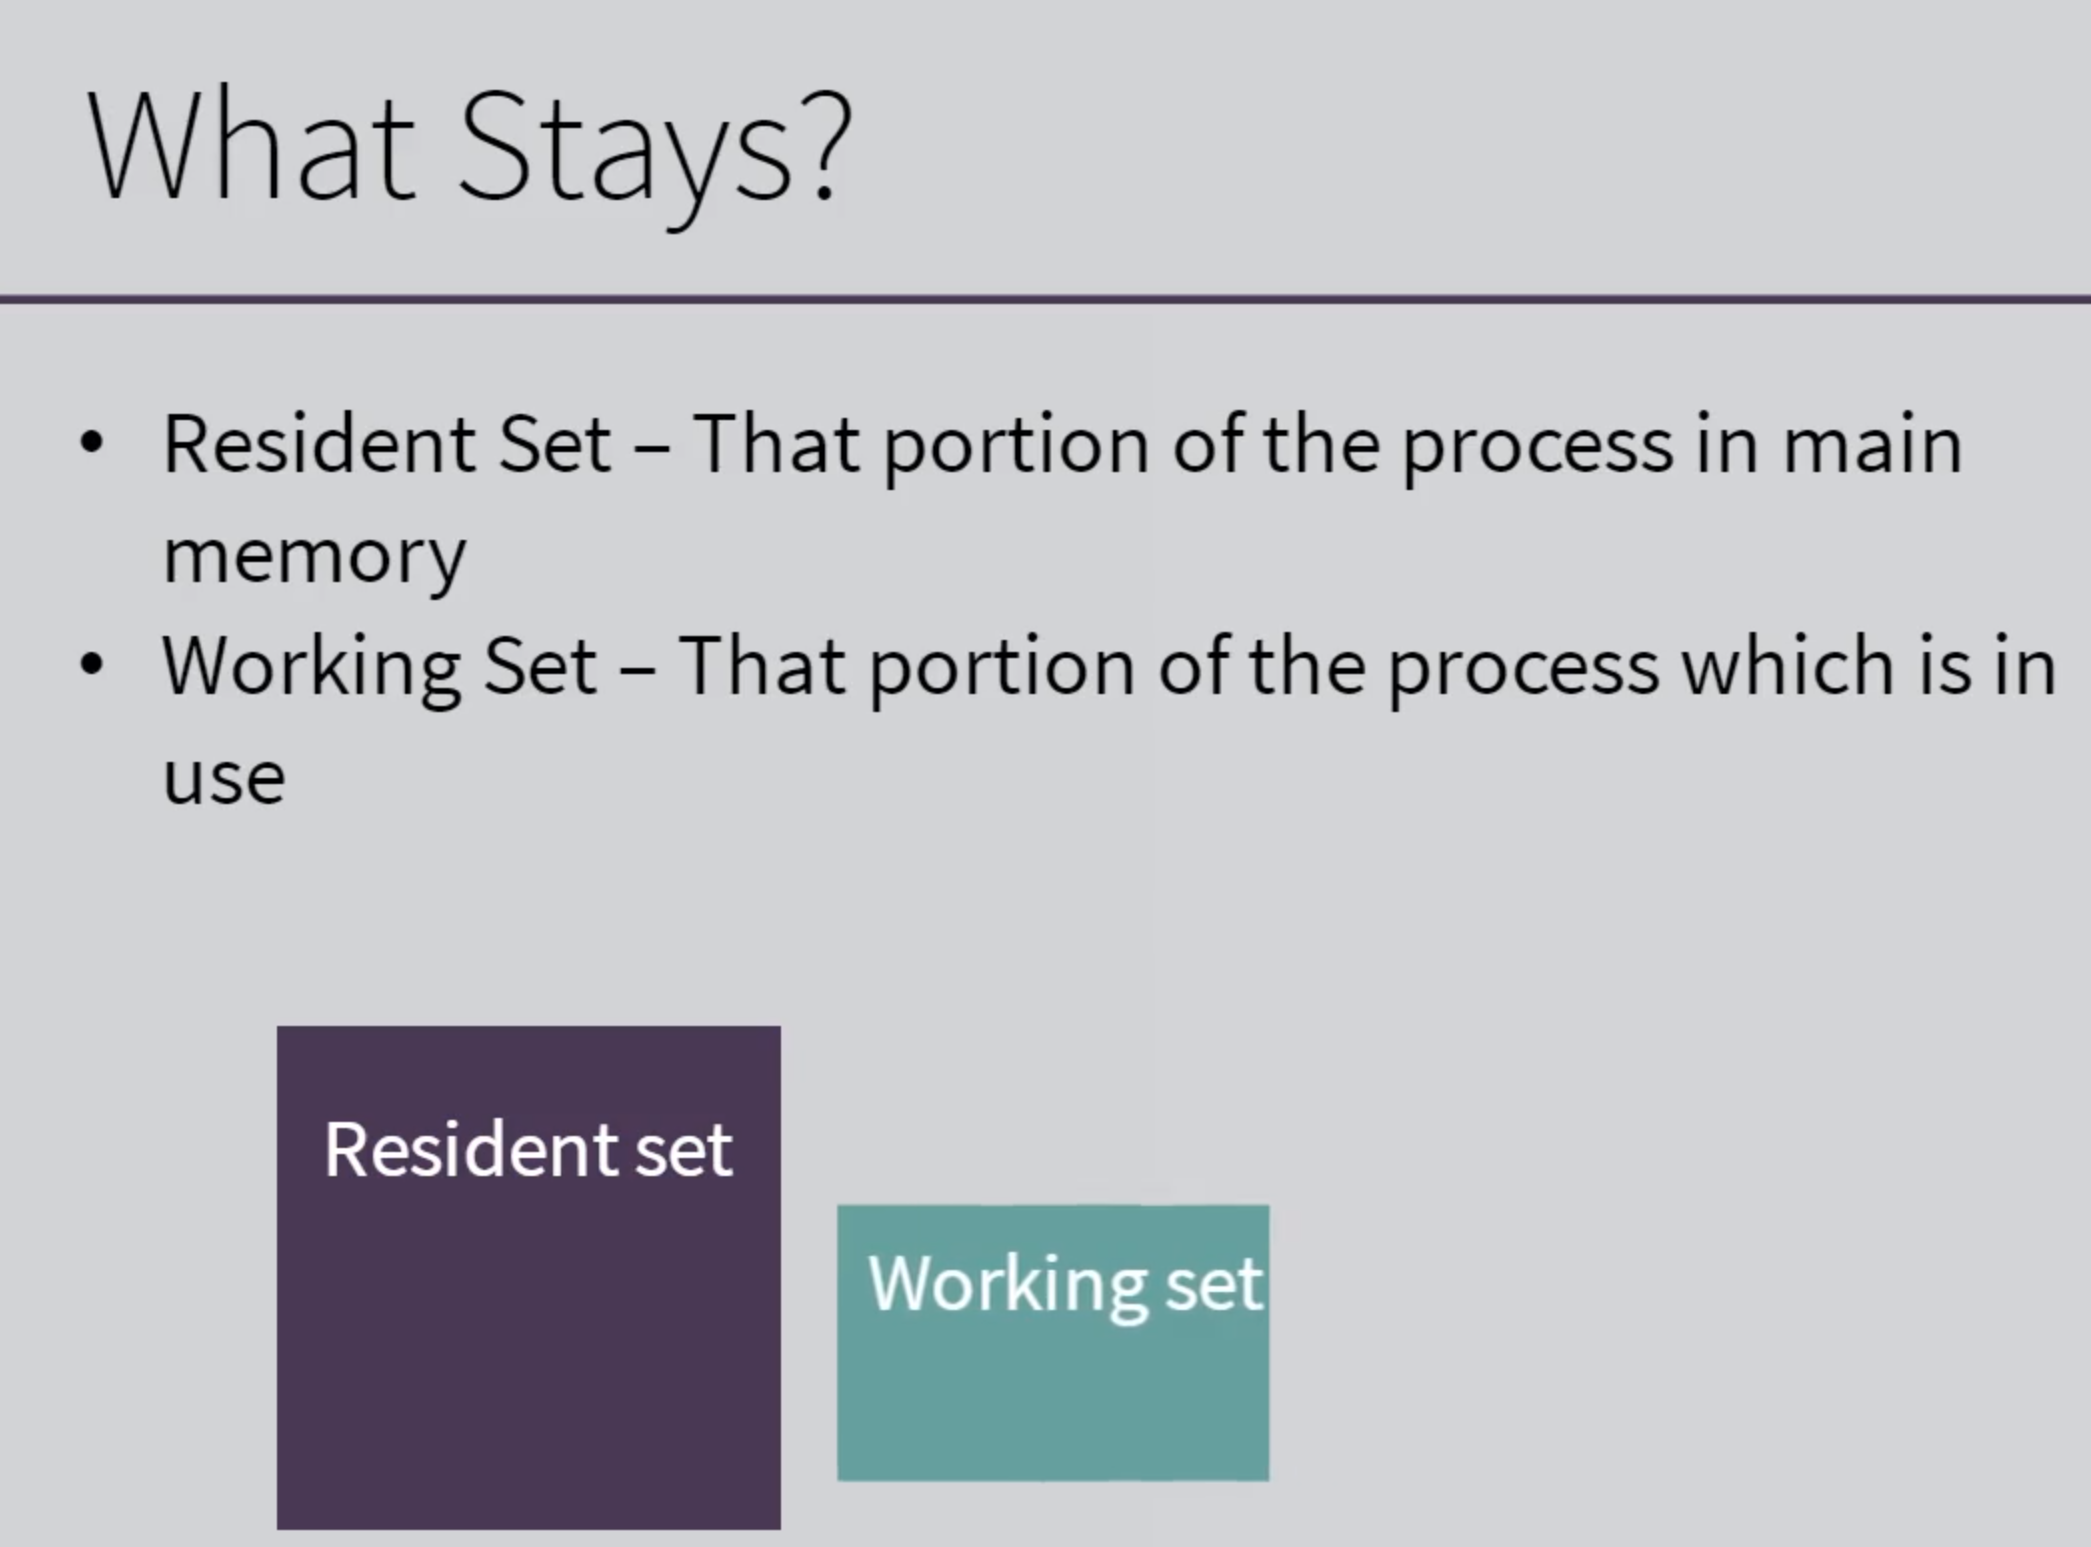 What Stays?
• Resident Set – That portion of the process in main
memory
• Working Set – That portion of the process which is in
use
Resident set
Working set